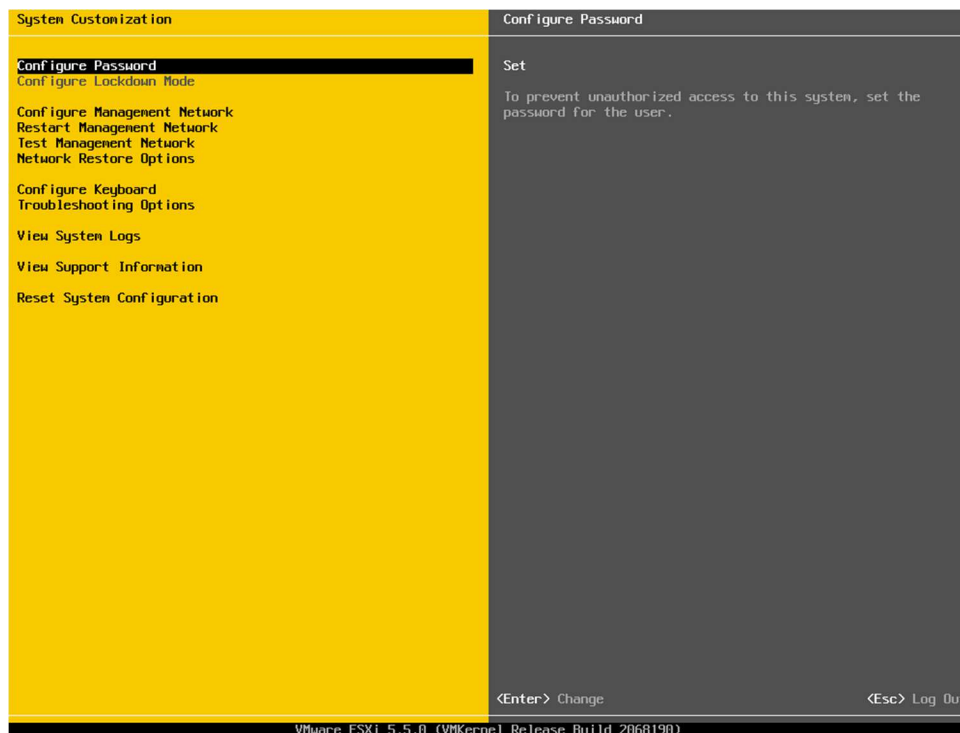 System Customization
Configure Password
Configure Password
Configure Lockdown Mode
Configure Management Network
Restart Management Network
Test Management Network
Network Restore Options
Configure Keyboard
Troubleshooting Options
View System Logs
View Support Information
Reset System Configuration
Set
To prevent unauthorized access to this system, set the
password for the user.
<Enter> Change
<Esc> Log Ou
VMware ESXi 5.5.0 (VMKernel Release Build 2068190)